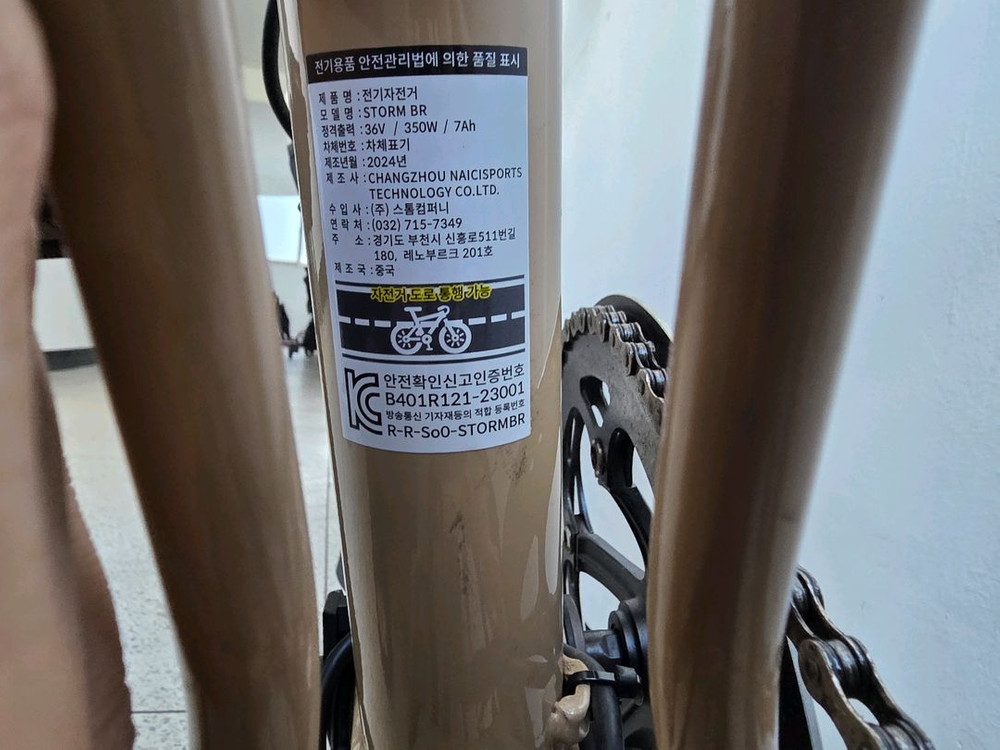 전기용품 안전관리법에 의한 품질 표시
제 품 명 : 전기자전거
모 델 명 : STORM BR
정격출력 : 36V / 350W / 7Ah
차체번호 : 차체표기
제조년월 : 2024년
제 조 사 : CHANGZHOU NAICISPORTS
TECHNOLOGY CO.LTD.
수 입 사 : (주) 스톰컴퍼니
연 락 처 : (032) 715-7349
주 소 : 경기도 부천시 신흥로511번길
180, 레노부르크 201호
제 조 국 : 중국
자전거 도로 통행 가능
안전확인신고인증번호
B401R121-23001
방송통신 기자재등의 적합 등록번호
R-R-So0-STORMBR